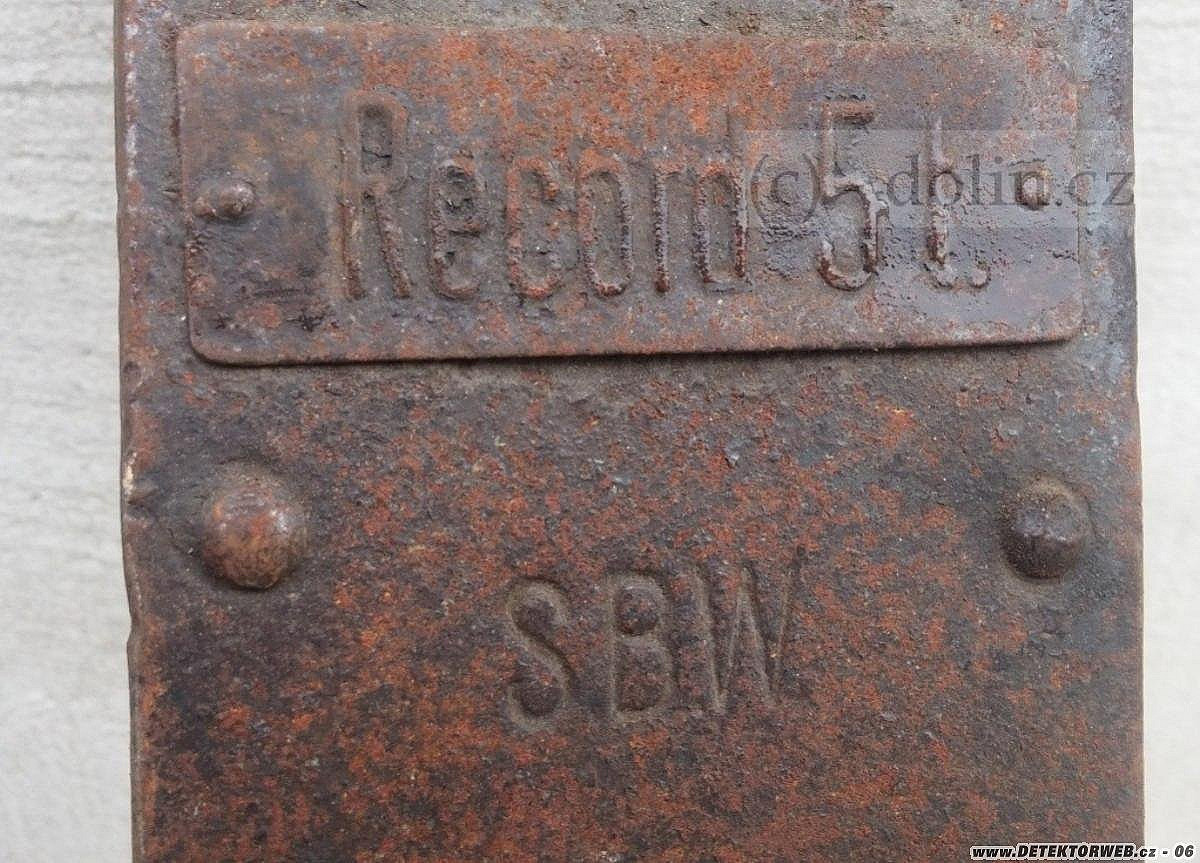 Record 5 t.
(c) dolin.cz
SBW
www.DETEKTORWEB.cz - 06